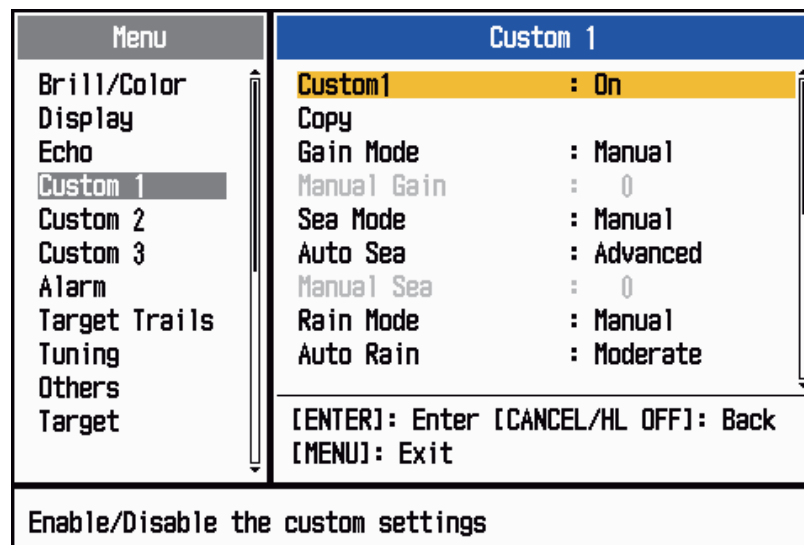 Menu
Brill/Color
Display
Echo
Custom 1
Custom 2
Custom 3
Alarm
Target Trails
Tuning
Others
Target
Custom 1
Custom1 : On
Copy
Gain Mode : Manual
Manual Gain : 0
Sea Mode : Manual
Auto Sea : Advanced
Manual Sea : 0
Rain Mode : Manual
Auto Rain : Moderate
[ENTER]: Enter [CANCEL/HL OFF]: Back
[MENU]: Exit
Enable/Disable the custom settings